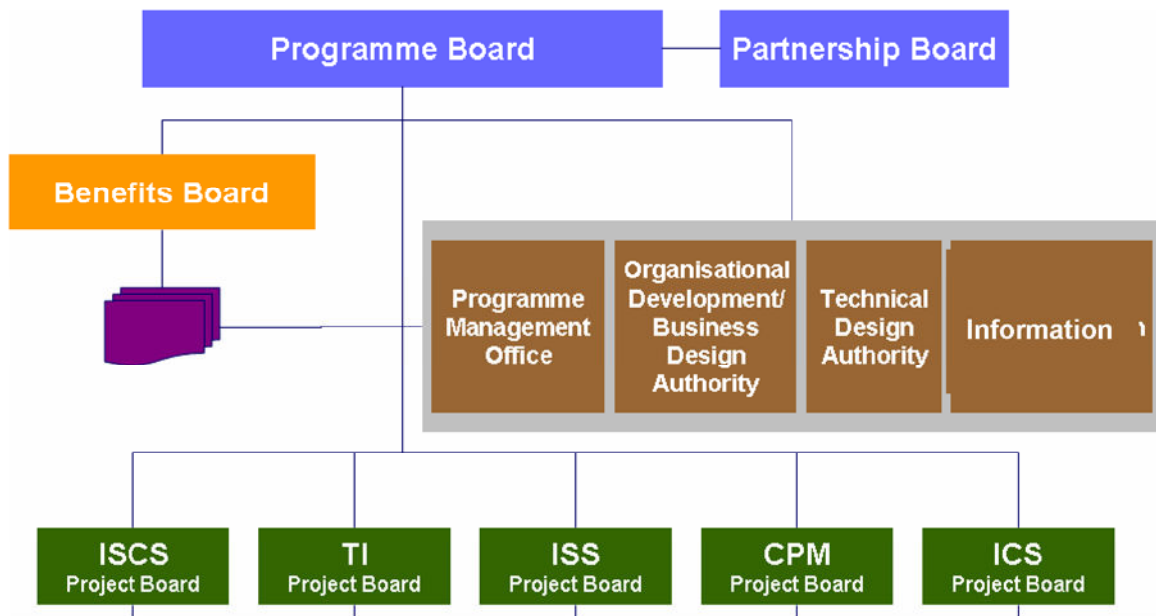 Programme Board
Partnership Board
Benefits Board
Programme
Management
Office
Organisational
Development/
Business
Design
Authority
Technical
Design
Authority
Information
ISCS
Project Board
TI
Project Board
ISS
Project Board
CPM
Project Board
ICS
Project Board